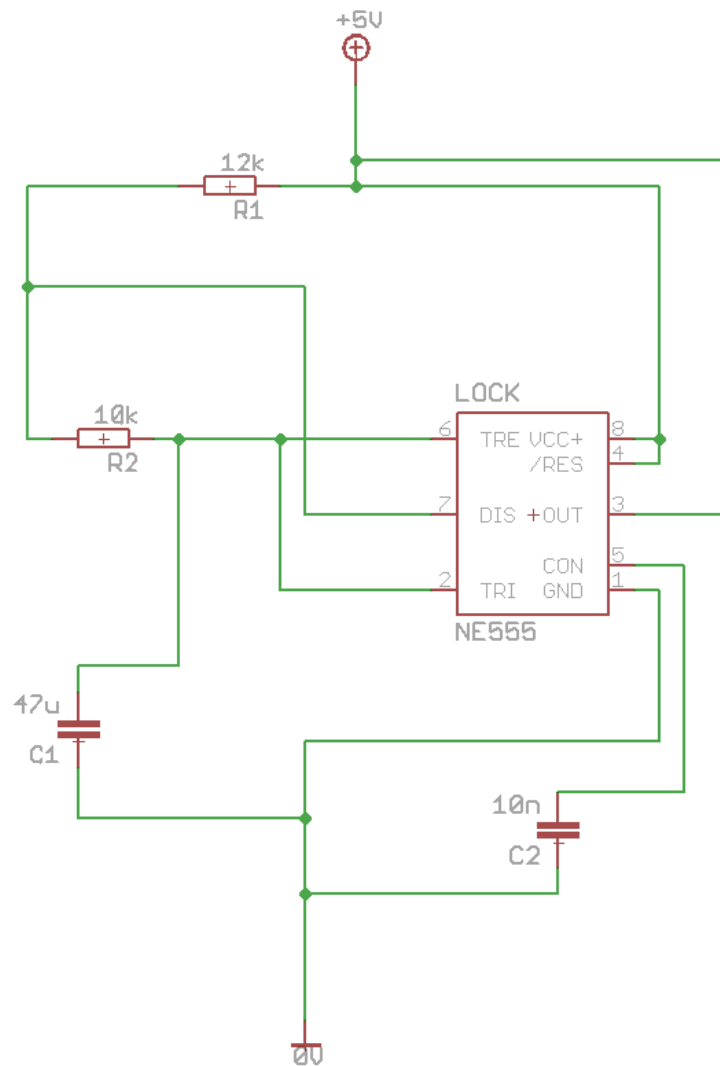 +5V
12k
R1
10k
R2
LOCK
6 TRE VCC+ 8
/RES 4
7 DIS +OUT 3
CON 5
2 TRI GND 1
NE555
47u
C1
10n
C2
0V